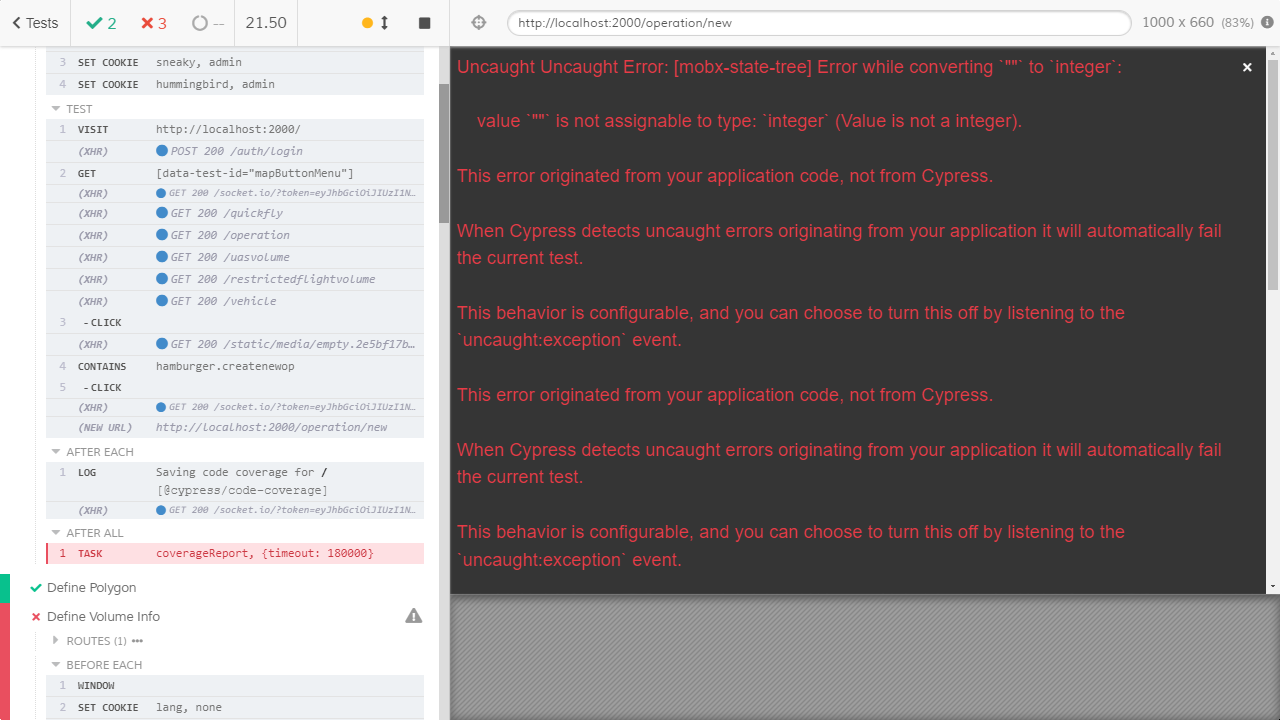 Tests 2 3 -- 21.50
http://localhost:2000/operation/new 1000 x 660 (83%)
3 SET COOKIE sneaky, admin
4 SET COOKIE hummingbird, admin
TEST
1 VISIT http://localhost:2000/
(XHR) POST 200 /auth/login
2 GET [data-test-id="mapButtonMenu"]
(XHR) GET 200 /socket.io/?token=eyJhbGciOiJIUzI1N…
(XHR) GET 200 /quickfly
(XHR) GET 200 /operation
(XHR) GET 200 /uasvolume
(XHR) GET 200 /restrictedflightvolume
(XHR) GET 200 /vehicle
3 - CLICK
(XHR) GET 200 /static/media/empty.2e5bf17b…
4 CONTAINS hamburger.createnewop
5 - CLICK
(XHR) GET 200 /socket.io/?token=eyJhbGciOiJIUzI1N…
(NEW URL) http://localhost:2000/operation/new
AFTER EACH
1 LOG Saving code coverage for /
[@cypress/code-coverage]
(XHR) GET 200 /socket.io/?token=eyJhbGciOiJIUzI1N…
AFTER ALL
1 TASK coverageReport, {timeout: 180000}
Define Polygon
Define Volume Info
ROUTES (1)
BEFORE EACH
1 WINDOW
2 SET COOKIE lang, none
Uncaught Uncaught Error: [mobx-state-tree] Error while converting `""` to `integer`:
value `""` is not assignable to type: `integer` (Value is not a integer).
This error originated from your application code, not from Cypress.
When Cypress detects uncaught errors originating from your application it will automatically fail
the current test.
This behavior is configurable, and you can choose to turn this off by listening to the
`uncaught:exception` event.
This error originated from your application code, not from Cypress.
When Cypress detects uncaught errors originating from your application it will automatically fail
the current test.
This behavior is configurable, and you can choose to turn this off by listening to the
`uncaught:exception` event.